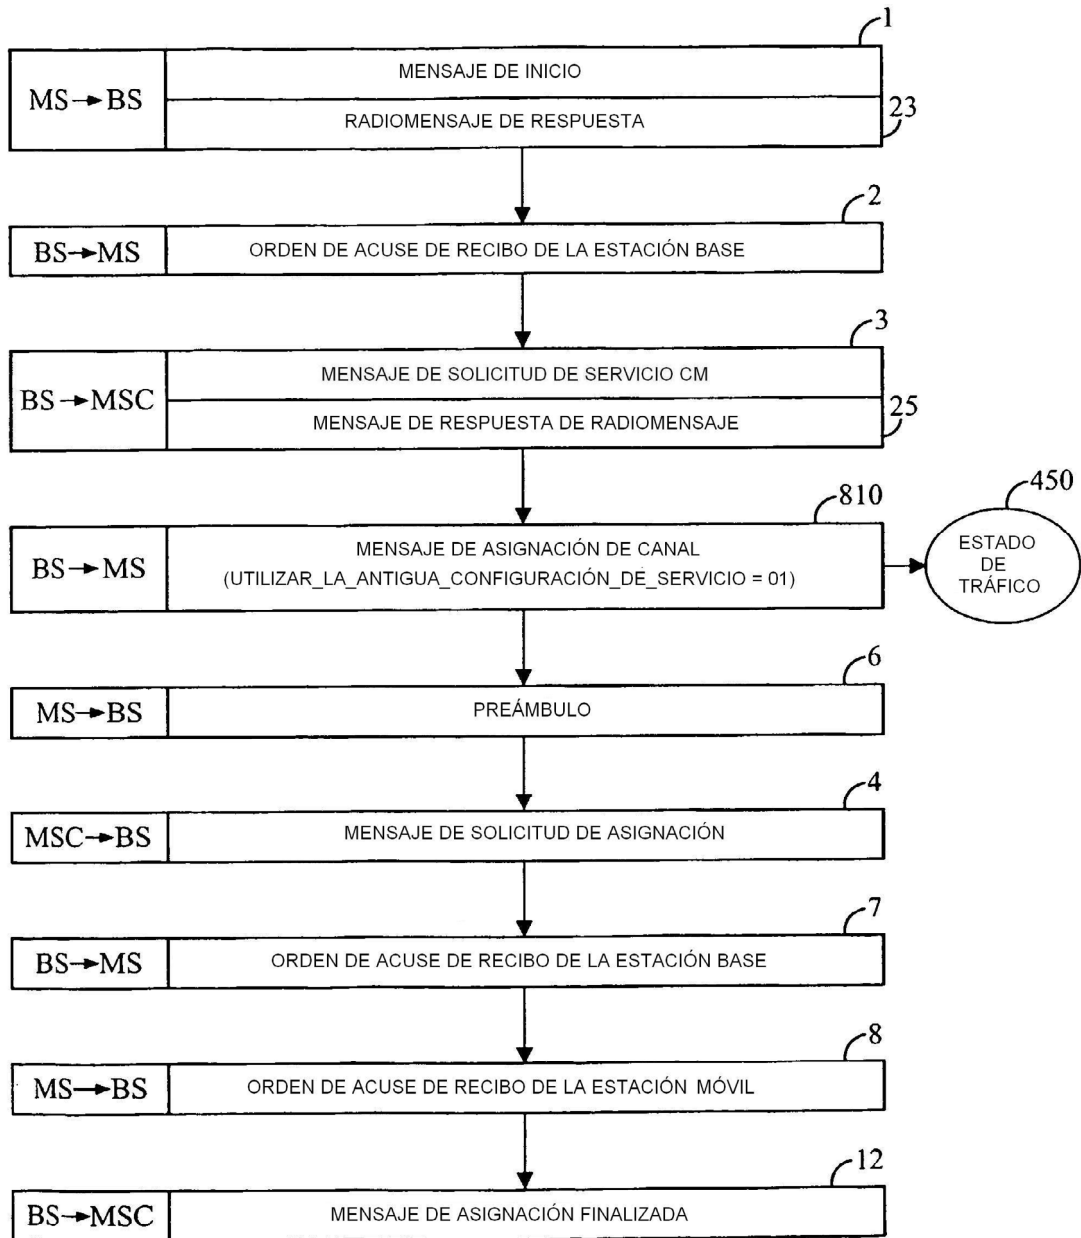 1
MS→BS
MENSAJE DE INICIO
RADIOMENSAJE DE RESPUESTA
23
2
BS→MS
ORDEN DE ACUSE DE RECIBO DE LA ESTACIÓN BASE
3
BS→MSC
MENSAJE DE SOLICITUD DE SERVICIO CM
MENSAJE DE RESPUESTA DE RADIOMENSAJE
25
810
BS→MS
MENSAJE DE ASIGNACIÓN DE CANAL
(UTILIZAR_LA_ANTIGUA_CONFIGURACIÓN_DE_SERVICIO = 01)
450
ESTADO
DE
TRÁFICO
6
MS→BS
PREÁMBULO
4
MSC→BS
MENSAJE DE SOLICITUD DE ASIGNACIÓN
7
BS→MS
ORDEN DE ACUSE DE RECIBO DE LA ESTACIÓN BASE
8
MS→BS
ORDEN DE ACUSE DE RECIBO DE LA ESTACIÓN MÓVIL
12
BS→MSC
MENSAJE DE ASIGNACIÓN FINALIZADA